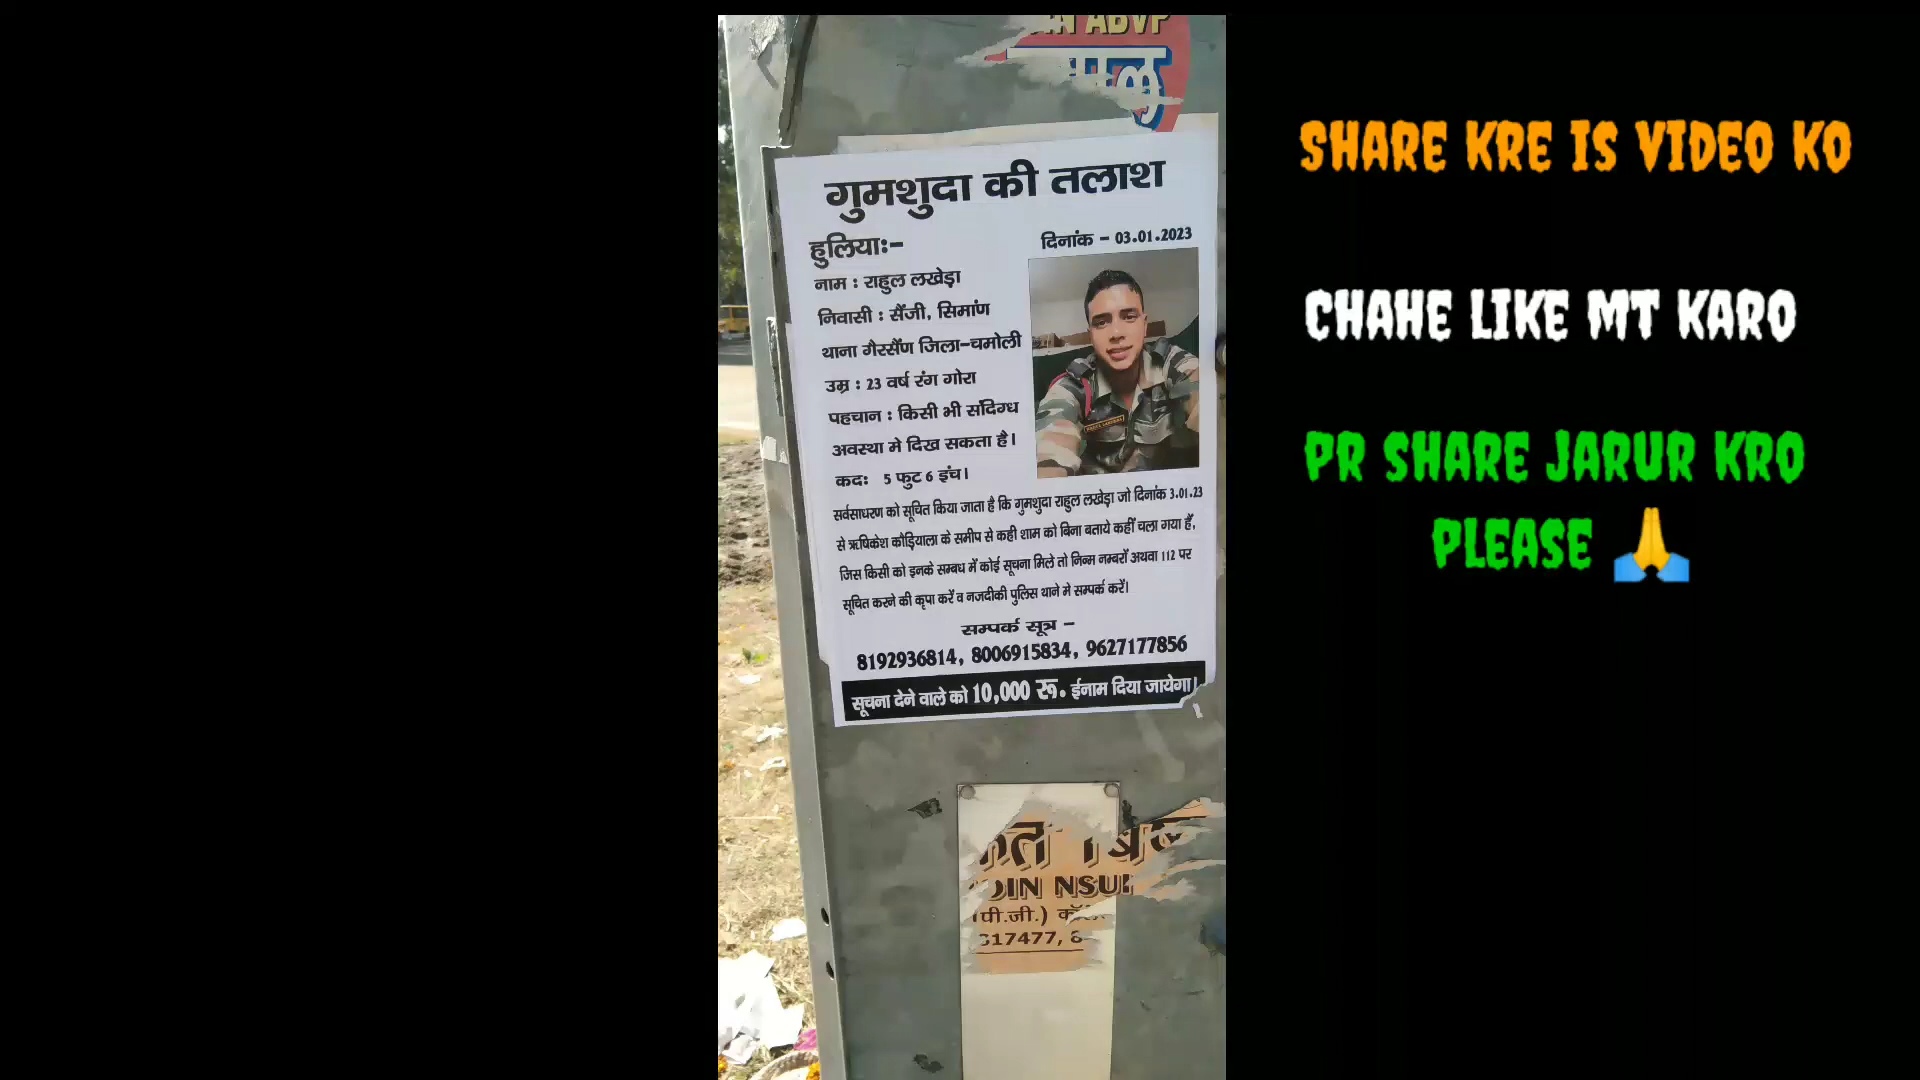 IN ABVP
गुमशुदा की तलाश
हुलियाः-
दिनांक - 03.01.2023
नाम : राहुल लखेड़ा
निवासी : सैंजी, सिमांण
थाना गैरसैंण जिला-चमोली
उम्र : 23 वर्ष रंग गोरा
पहचान : किसी भी संदिग्ध
अवस्था मे दिख सकता है।
कदः 5 फुट 6 इंच।
सर्वसाधरण को सूचित किया जाता है कि गुमशुदा राहुल लखेड़ा जो दिनांक 3.01.23
से ऋषिकेश कौड़ियाला के समीप से कही शाम को बिना बताये कहीं चला गया हैं,
जिस किसी को इनके सम्बध में कोई सूचना मिले तो निम्न नम्बरों अथवा 112 पर
सूचित करने की कृपा करें व नजदीकी पुलिस थाने मे सम्पर्क करें।
सम्पर्क सूत्र -
8192936814, 8006915834, 9627177856
सूचना देने वाले को 10,000 रू. ईनाम दिया जायेगा।
OIN NSUI
(पी.जी.)
317477,
SHARE KRE IS VIDEO KO
CHAHE LIKE MT KARO
PR SHARE JARUR KRO
PLEASE 🙏